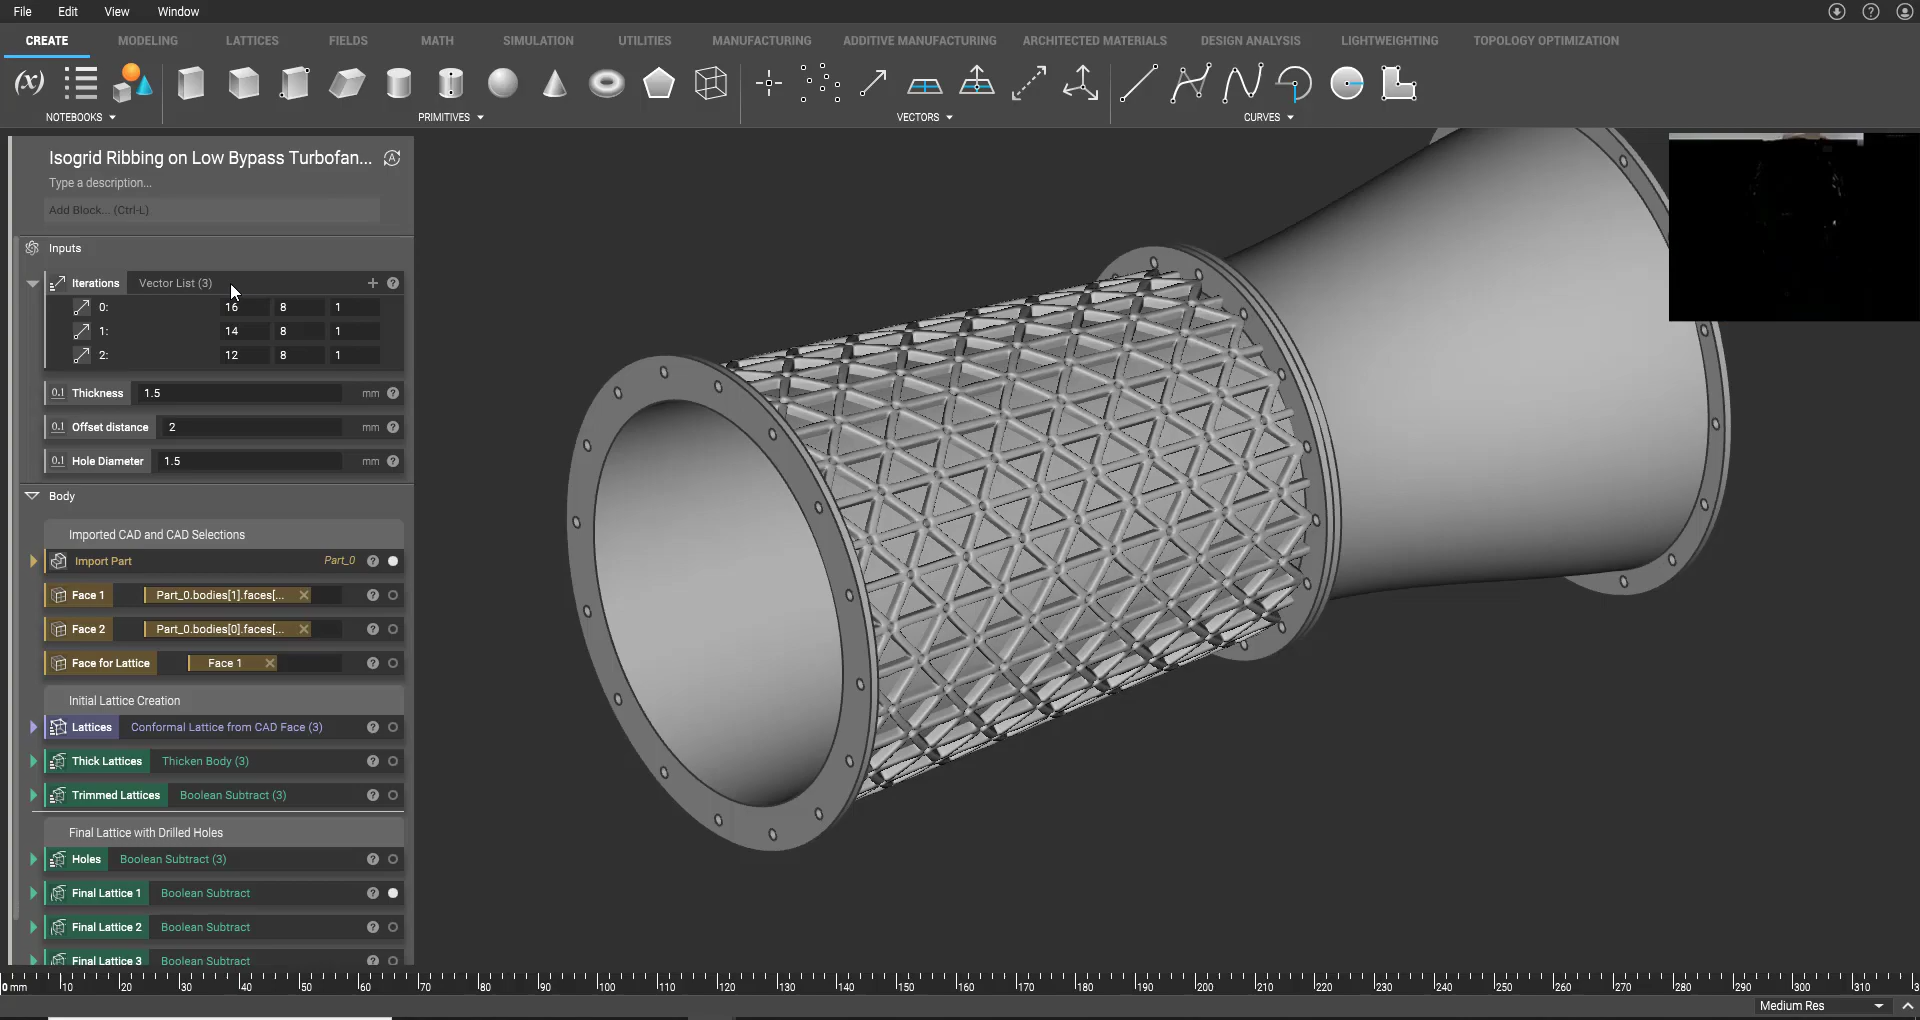 File Edit View Window
CREATE MODELING LATTICES FIELDS MATH SIMULATION UTILITIES MANUFACTURING ADDITIVE MANUFACTURING ARCHITECTED MATERIALS DESIGN ANALYSIS LIGHTWEIGHTING TOPOLOGY OPTIMIZATION
(x)
NOTEBOOKS PRIMITIVES VECTORS CURVES
Isogrid Ribbing on Low Bypass Turbofan...
Type a description...
Add Block... (Ctrl-L)
Inputs
Iterations Vector List (3) + ?
0: 16 8 1
1: 14 8 1
2: 12 8 1
0.1 Thickness 1.5 mm ?
0.1 Offset distance 2 mm ?
0.1 Hole Diameter 1.5 mm ?
Body
Imported CAD and CAD Selections
Import Part Part_0 ?
Face 1 Part_0.bodies[1].faces[... ?
Face 2 Part_0.bodies[0].faces[... ?
Face for Lattice Face 1 ?
Initial Lattice Creation
Lattices Conformal Lattice from CAD Face (3) ?
Thick Lattices Thicken Body (3) ?
Trimmed Lattices Boolean Subtract (3) ?
Final Lattice with Drilled Holes
Holes Boolean Subtract (3) ?
Final Lattice 1 Boolean Subtract ?
Final Lattice 2 Boolean Subtract ?
Final Lattice 3 Boolean Subtract ?
0 mm 10 20 30 40 50 60 70 80 90 100 110 120 130 140 150 160 170 180 190 200 210 220 230 240 250 260 270 280 290 300 310 3
Medium Res